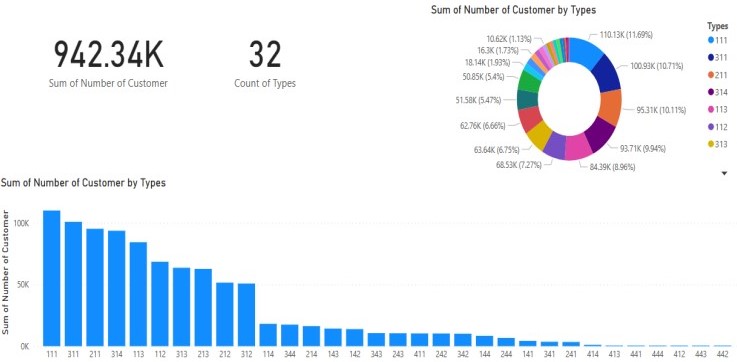 942.34K
Sum of Number of Customer
32
Count of Types
Sum of Number of Customer by Types
110.13K (11.69%)
100.93K (10.71%)
95.31K (10.11%)
93.71K (9.94%)
84.39K (8.96%)
68.53K (7.27%)
63.64K (6.75%)
62.76K (6.66%)
51.58K (5.47%)
50.85K (5.4%)
18.14K (1.93%)
16.3K (1.73%)
10.62K (1.13%)
Types
111
311
211
314
113
112
313
Sum of Number of Customer by Types
Sum of Number of Customer
100K
50K
0K
111 311 211 314 113 112 313 213 212 312 114 344 214 143 142 343 243 444 242 342 144 244 141 341 241 414 413 441 412 411 443 442